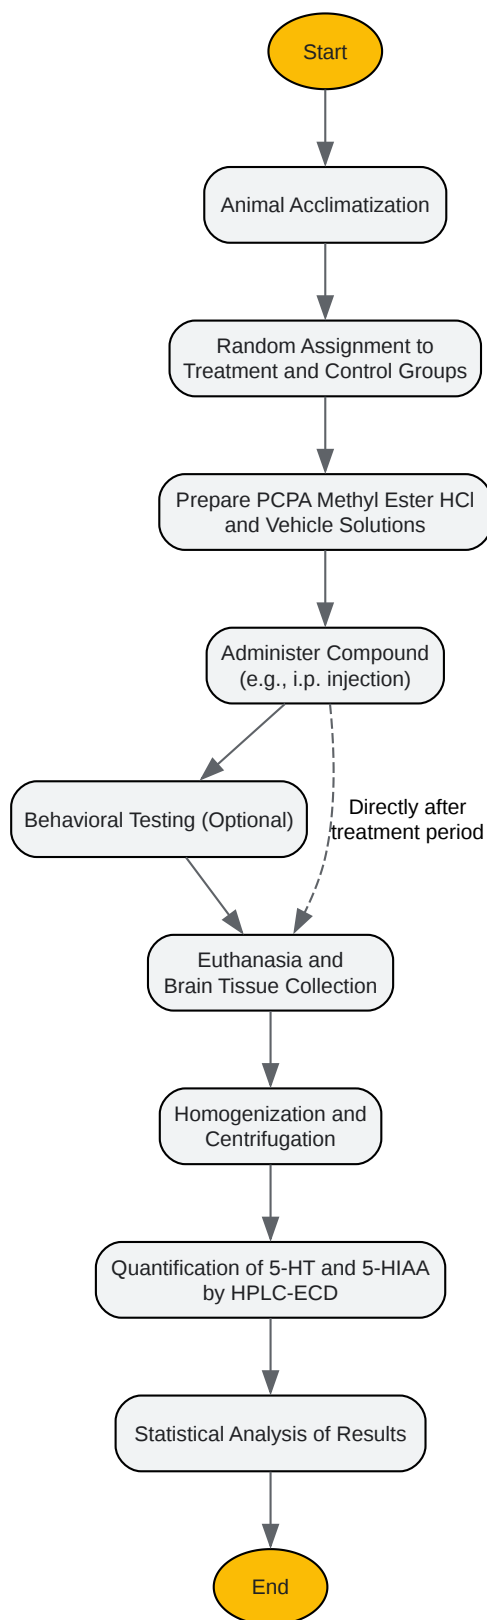 Start
Animal Acclimatization
Random Assignment to
Treatment and Control Groups
Prepare PCPA Methyl Ester HCl
and Vehicle Solutions
Administer Compound
(e.g., i.p. injection)
Behavioral Testing (Optional)
Directly after
treatment period
Euthanasia and
Brain Tissue Collection
Homogenization and
Centrifugation
Quantification of 5-HT and 5-HIAA
by HPLC-ECD
Statistical Analysis of Results
End